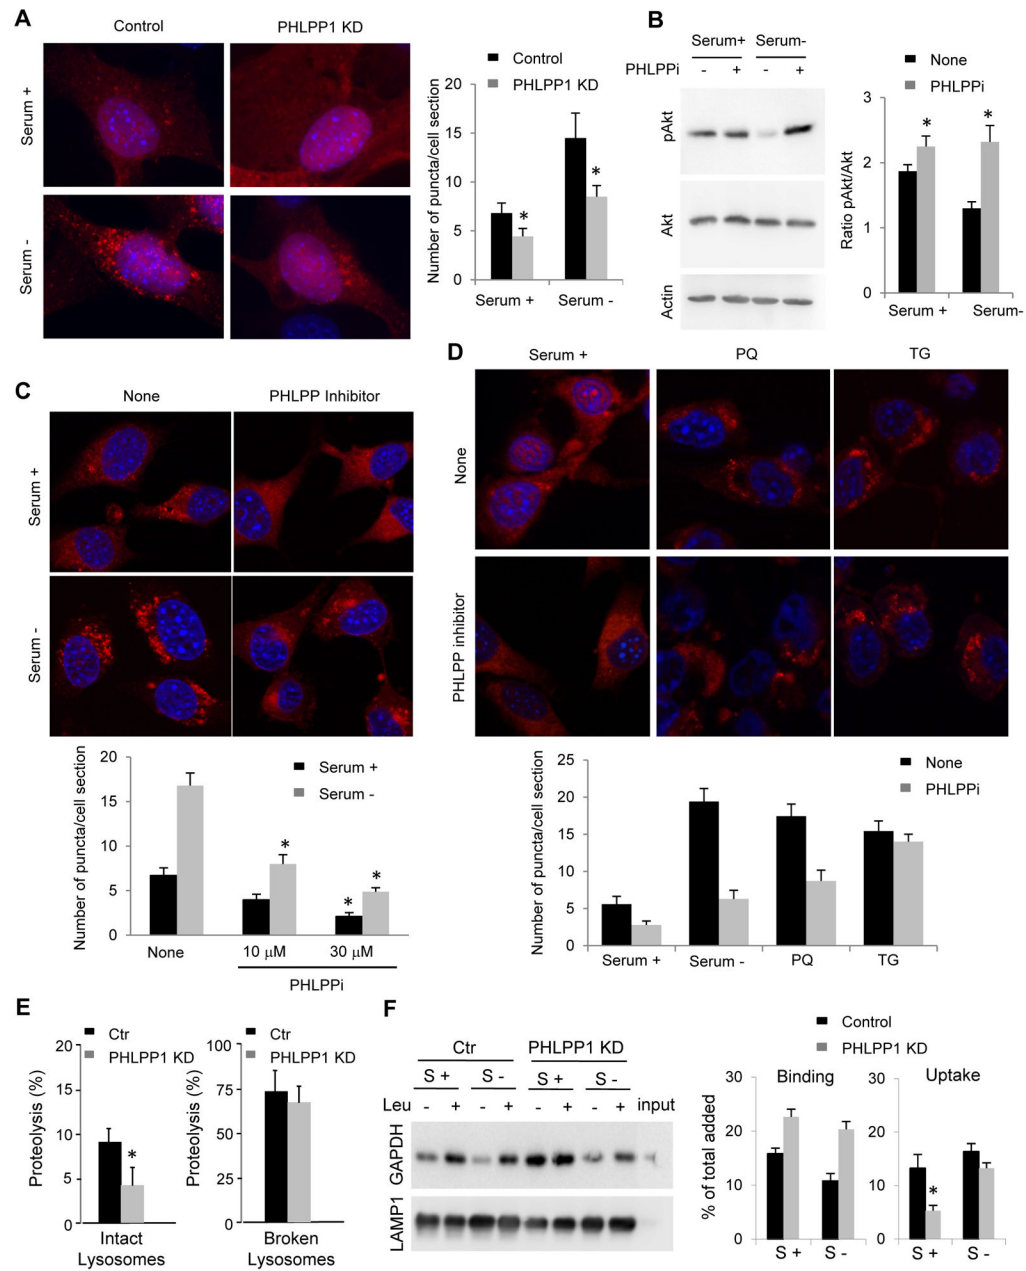 A
Control
PHLPP1 KD
Serum +
Serum -
Number of puncta/cell section
Control
PHLPP1 KD
20
15
10
5
0
Serum +
Serum -
B
Serum+
Serum-
PHLPPi
-
+
-
+
pAkt
Akt
Actin
None
PHLPPi
Ratio pAkt/Akt
3
2
1
0
*
*
Serum +
Serum-
*
*
C
None
PHLPP Inhibitor
Serum +
Serum -
Number of puncta/cell section
20
15
10
5
0
Serum +
Serum -
*
*
*
None
10 µM
30 µM
PHLPPi
D
Serum +
PQ
TG
None
PHLPP inhibitor
Number of puncta/cell section
25
20
15
10
5
0
None
PHLPPi
Serum +
Serum -
PQ
TG
E
Ctr
PHLPP1 KD
Proteolysis (%)
20
15
10
5
0
*
Intact
Lysosomes
Ctr
PHLPP1 KD
Proteolysis (%)
100
75
50
25
0
Broken
Lysosomes
F
Ctr
PHLPP1 KD
S +
S -
S +
S -
Leu
-
+
-
+
-
+
-
+
input
GAPDH
LAMP1
Control
PHLPP1 KD
% of total added
Binding
30
20
10
0
S +
S -
Uptake
30
20
10
0
*
S +
S -